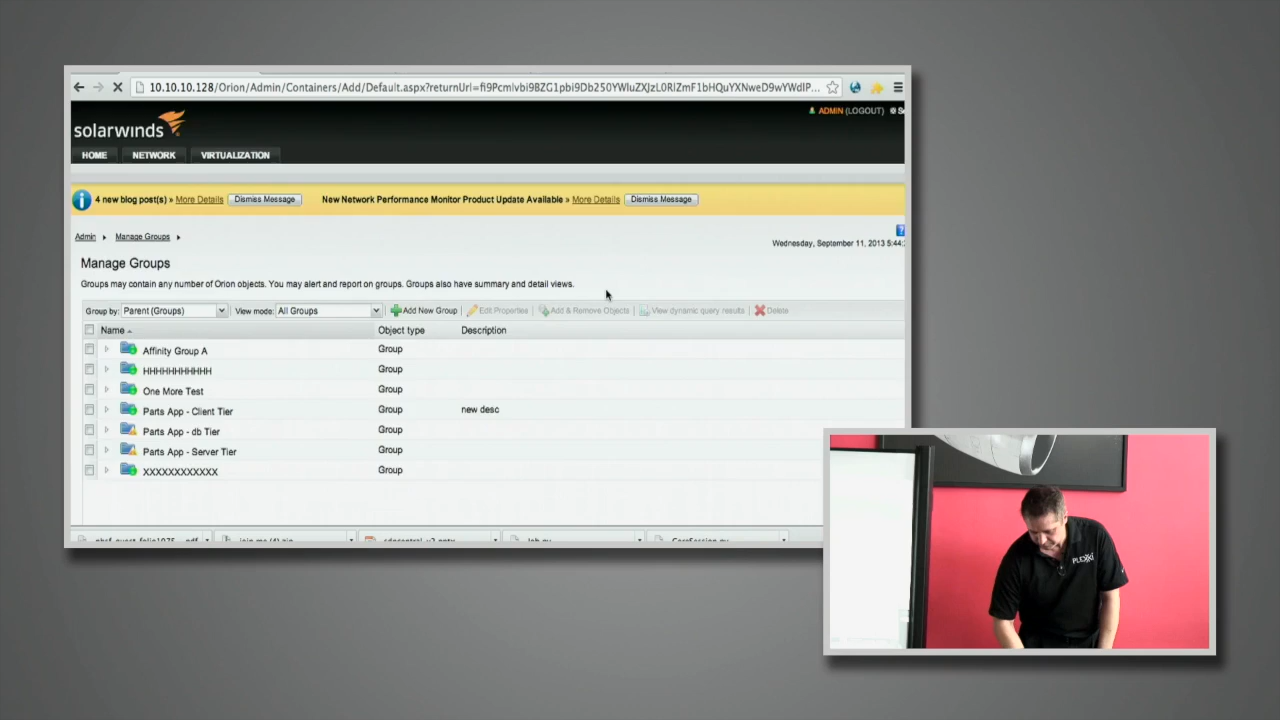 10.10.10.128/Orion/Admin/Containers/Add/Default.aspx?returnUrl=
ADMIN (LOGOUT)
solarwinds
HOME NETWORK VIRTUALIZATION
4 new blog post(s) » More Details Dismiss Message New Network Performance Monitor Product Update Available » More Details Dismiss Message
Admin Manage Groups
Wednesday, September 11, 2013 5:44:
Manage Groups
Groups may contain any number of Orion objects. You may alert and report on groups. Groups also have summary and detail views.
Group by: Parent (Groups) View mode: All Groups Add New Group Edit Properties Add & Remove Objects View dynamic query results Delete
Name Object type Description
Affinity Group A Group
HHHHHHHHHHH Group
One More Test Group
Parts App - Client Tier Group new desc
Parts App - db Tier Group
Parts App - Server Tier Group
XXXXXXXXXXXX Group
PLEXXI